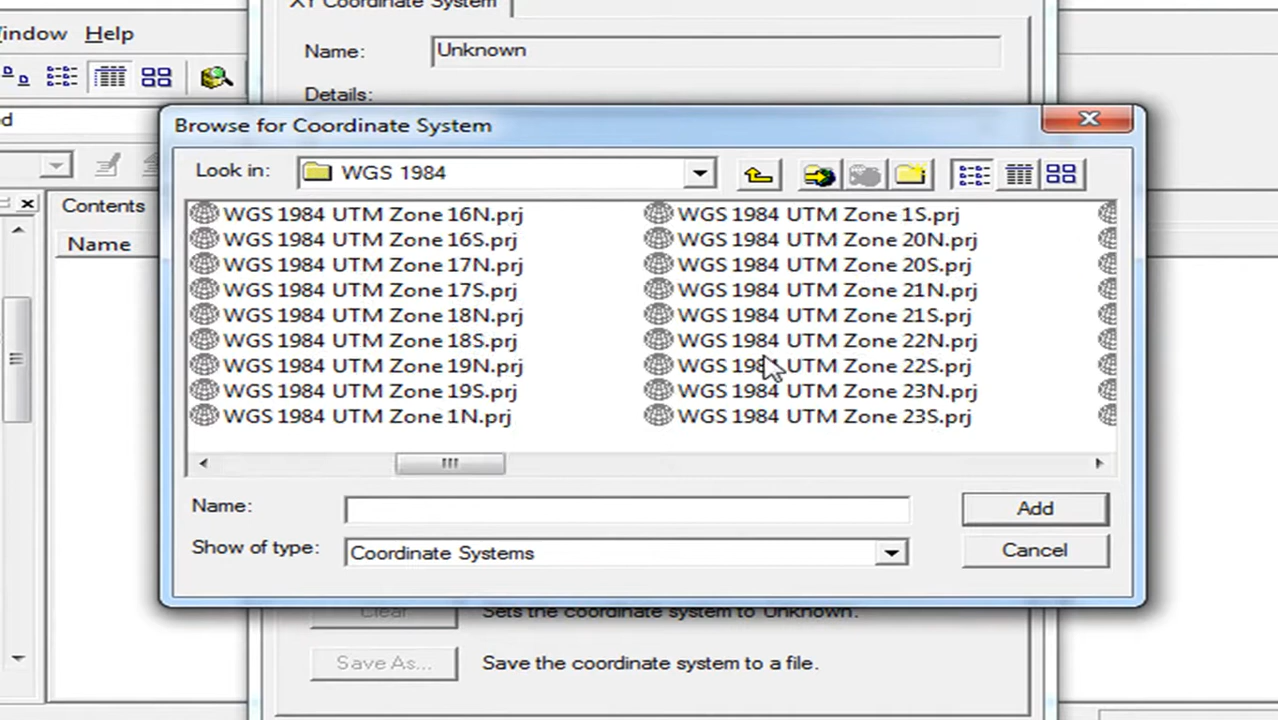 XY Coordinate System
Window Help
Name: Unknown
Details:
Browse for Coordinate System
Look in: WGS 1984
Contents
Name
WGS 1984 UTM Zone 16N.prj
WGS 1984 UTM Zone 16S.prj
WGS 1984 UTM Zone 17N.prj
WGS 1984 UTM Zone 17S.prj
WGS 1984 UTM Zone 18N.prj
WGS 1984 UTM Zone 18S.prj
WGS 1984 UTM Zone 19N.prj
WGS 1984 UTM Zone 19S.prj
WGS 1984 UTM Zone 1N.prj
WGS 1984 UTM Zone 1S.prj
WGS 1984 UTM Zone 20N.prj
WGS 1984 UTM Zone 20S.prj
WGS 1984 UTM Zone 21N.prj
WGS 1984 UTM Zone 21S.prj
WGS 1984 UTM Zone 22N.prj
WGS 1984 UTM Zone 22S.prj
WGS 1984 UTM Zone 23N.prj
WGS 1984 UTM Zone 23S.prj
Name:
Add
Show of type: Coordinate Systems
Cancel
Clear Sets the coordinate system to Unknown.
Save As... Save the coordinate system to a file.